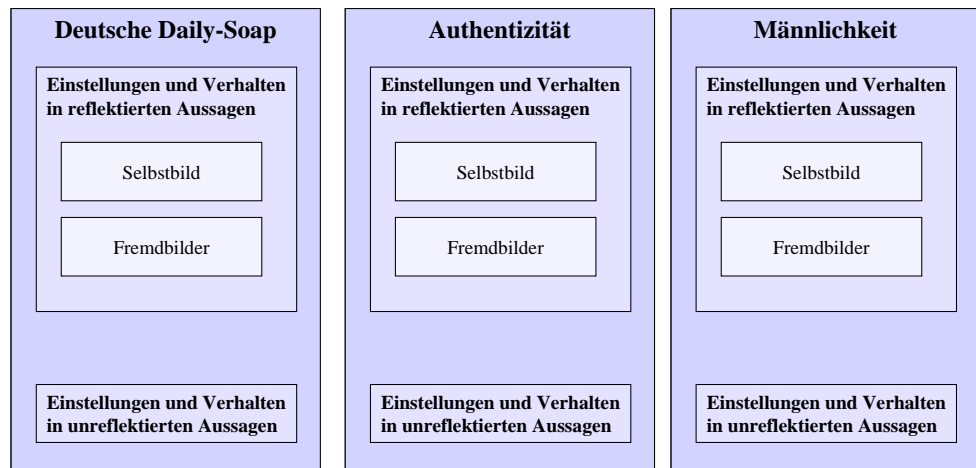 Deutsche Daily-Soap
Einstellungen und Verhalten
in reflektierten Aussagen
Selbstbild
Fremdbilder
Einstellungen und Verhalten
in unreflektierten Aussagen
Authentizität
Einstellungen und Verhalten
in reflektierten Aussagen
Selbstbild
Fremdbilder
Einstellungen und Verhalten
in unreflektierten Aussagen
Männlichkeit
Einstellungen und Verhalten
in reflektierten Aussagen
Selbstbild
Fremdbilder
Einstellungen und Verhalten
in unreflektierten Aussagen